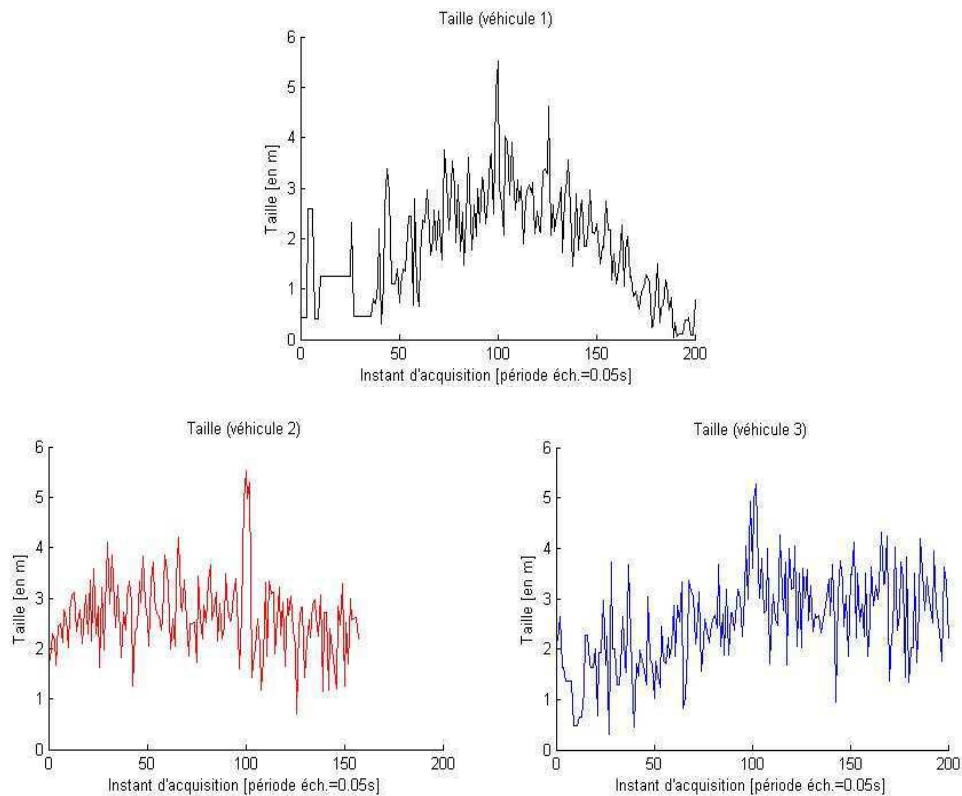 Taille (véhicule 1)
6
5
4
3
2
1
0
Taille [en m]
0 50 100 150 200
Instant d'acquisition [période éch.=0.05s]
Taille (véhicule 2)
6
5
4
3
2
1
0
Taille [en m]
0 50 100 150 200
Instant d'acquisition [période éch.=0.05s]
Taille (véhicule 3)
6
5
4
3
2
1
0
Taille [en m]
0 50 100 150 200
Instant d'acquisition [période éch.=0.05s]